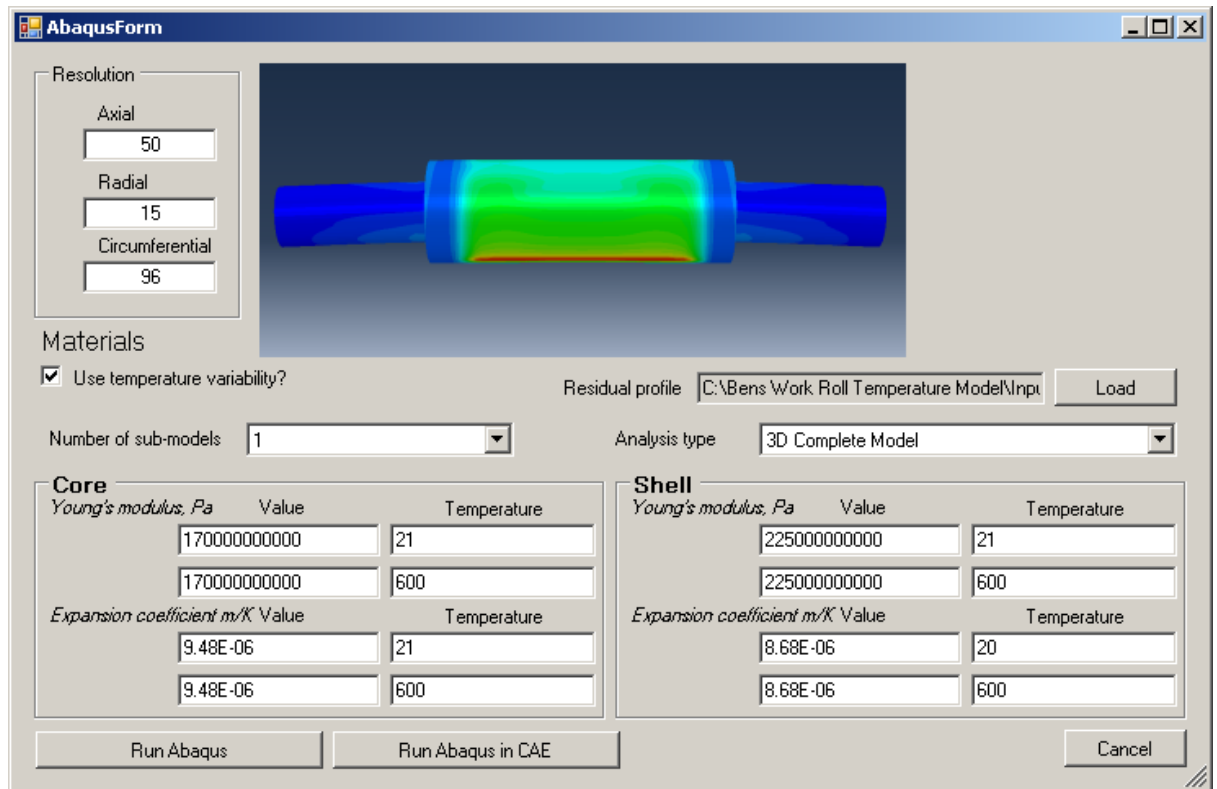 AbaqusForm
Resolution
Axial
50
Radial
15
Circumferential
96
Materials
Use temperature variability?
Residual profile C:\Bens Work Roll Temperature Model\Inpu Load
Number of sub-models 1 Analysis type 3D Complete Model
Core
Young's modulus, Pa Value Temperature
170000000000 21
170000000000 600
Expansion coefficient m/K Value Temperature
9.48E-06 21
9.48E-06 600
Shell
Young's modulus, Pa Value Temperature
225000000000 21
225000000000 600
Expansion coefficient m/K Value Temperature
8.68E-06 20
8.68E-06 600
Run Abaqus Run Abaqus in CAE Cancel